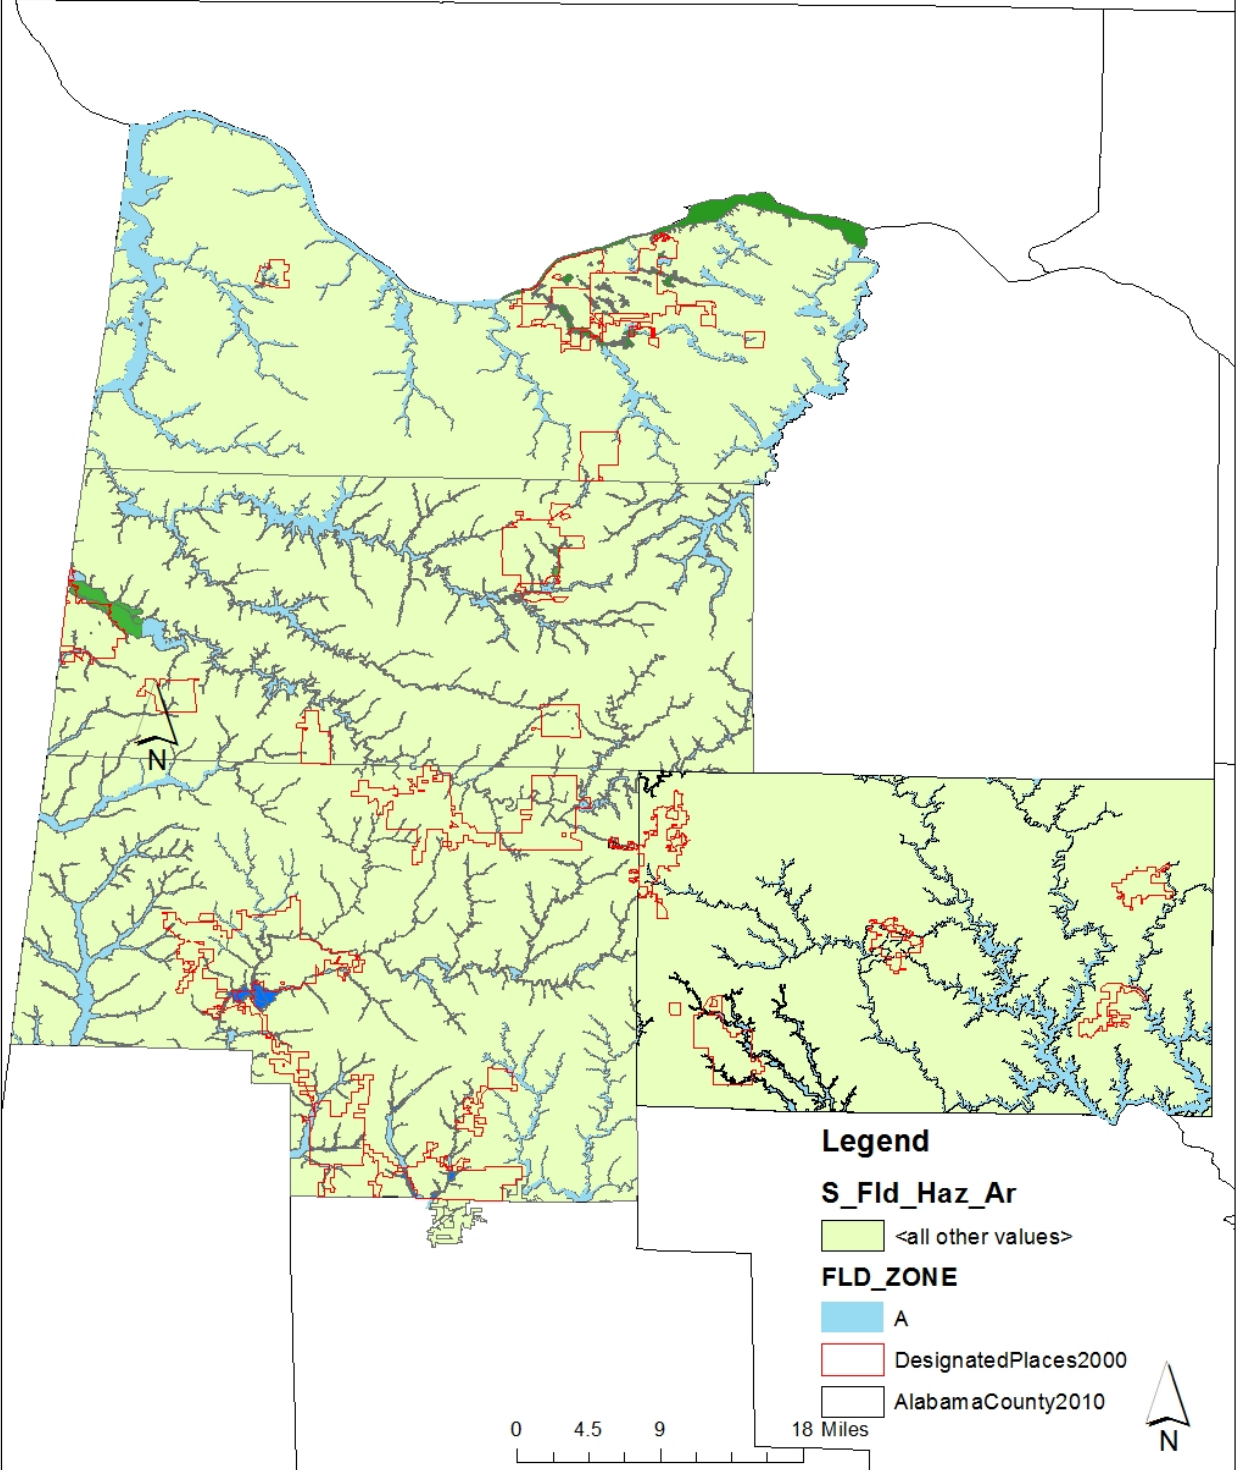 N
Legend
S_Fld_Haz_Ar
<all other values>
FLD_ZONE
A
DesignatedPlaces2000
AlabamaCounty2010
0 4.5 9 18 Miles
N